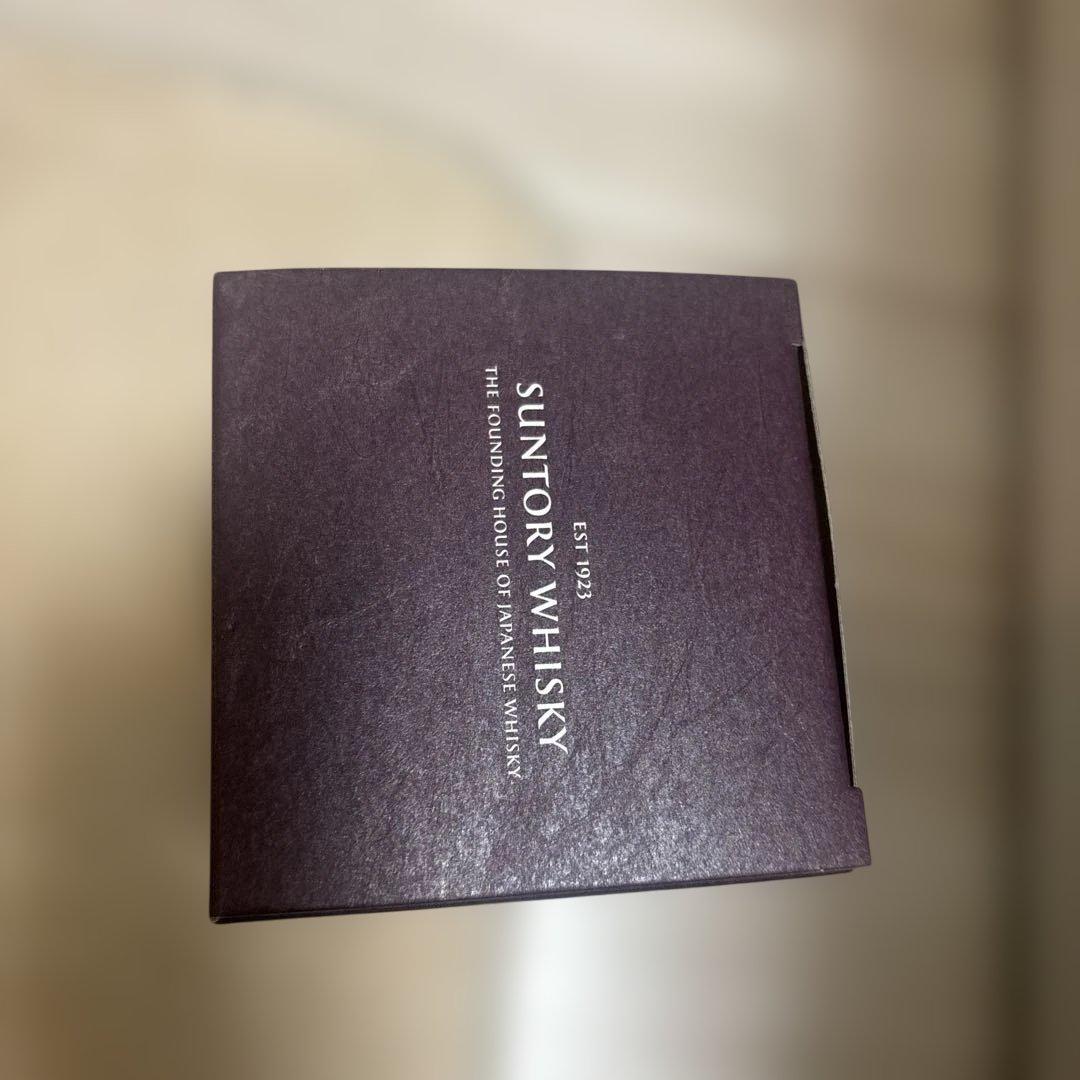 EST 1923
SUNTORY WHISKY
THE FOUNDING HOUSE OF JAPANESE WHISKY